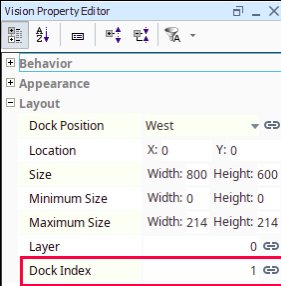 Vision Property Editor
Behavior
Appearance
Layout
Dock Position West
Location X: 0 Y: 0
Size Width: 800 Height: 600
Minimum Size Width: 0 Height: 0
Maximum Size Width: 214 Height: 214
Layer 0
Dock Index 1